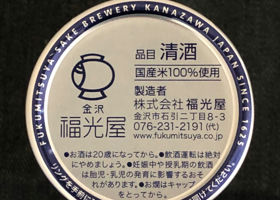 FUKUMITSUYA SAKE BREWERY KANAZAWA JAPAN SINCE 1625
金沢
福光屋
品目 清酒
国産米100%使用
製造者
株式会社福光屋
金沢市石引二丁目8-3
076-231-2191(代)
www.fukumitsuya.co.jp
●お酒は20歳になってから。●飲酒運転は絶対
にやめましょう。●妊娠中や授乳期の飲酒
は胎児・乳児の発育に影響するおそ
れがあります。●お燗はキャップ
をとってから。